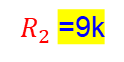 R₂ =9k